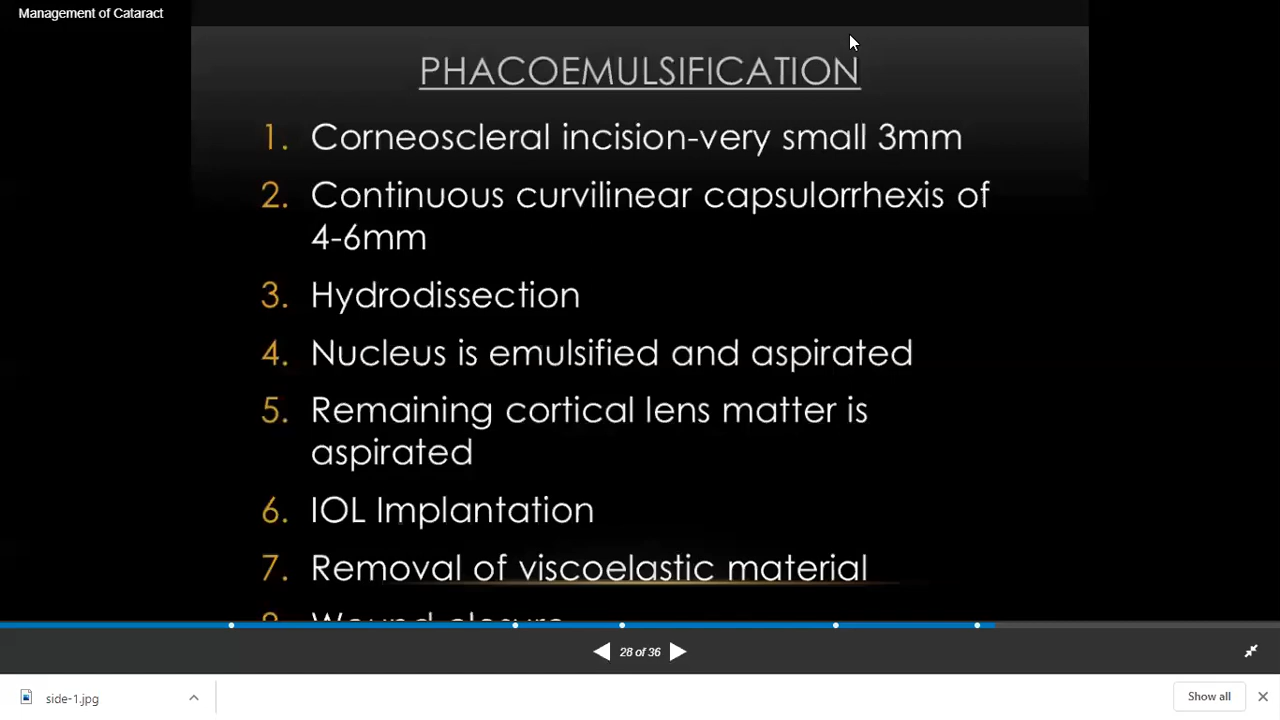 Management of Cataract
PHACOEMULSIFICATION
1. Corneoscleral incision-very small 3mm
2. Continuous curvilinear capsulorrhexis of
4-6mm
3. Hydrodissection
4. Nucleus is emulsified and aspirated
5. Remaining cortical lens matter is
aspirated
6. IOL Implantation
7. Removal of viscoelastic material
8. Wound closure
28 of 36
side-1.jpg
Show all